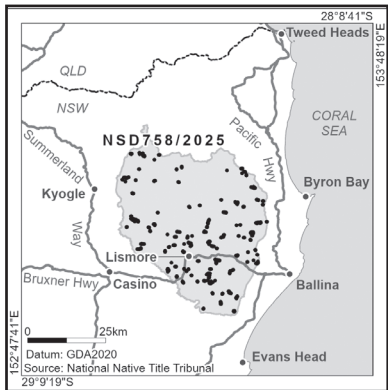 28°8'41"S
Tweed Heads
153°48'19"E
QLD
NSW
CORAL
SEA
NSD758/2025
Pacific
Hwy
Summerland
Way
Kyogle
Byron Bay
Lismore
Bruxner Hwy
Casino
Ballina
0 25km
Datum: GDA2020
Source: National Native Title Tribunal
Evans Head
152°47'41"E
29°9'19"S